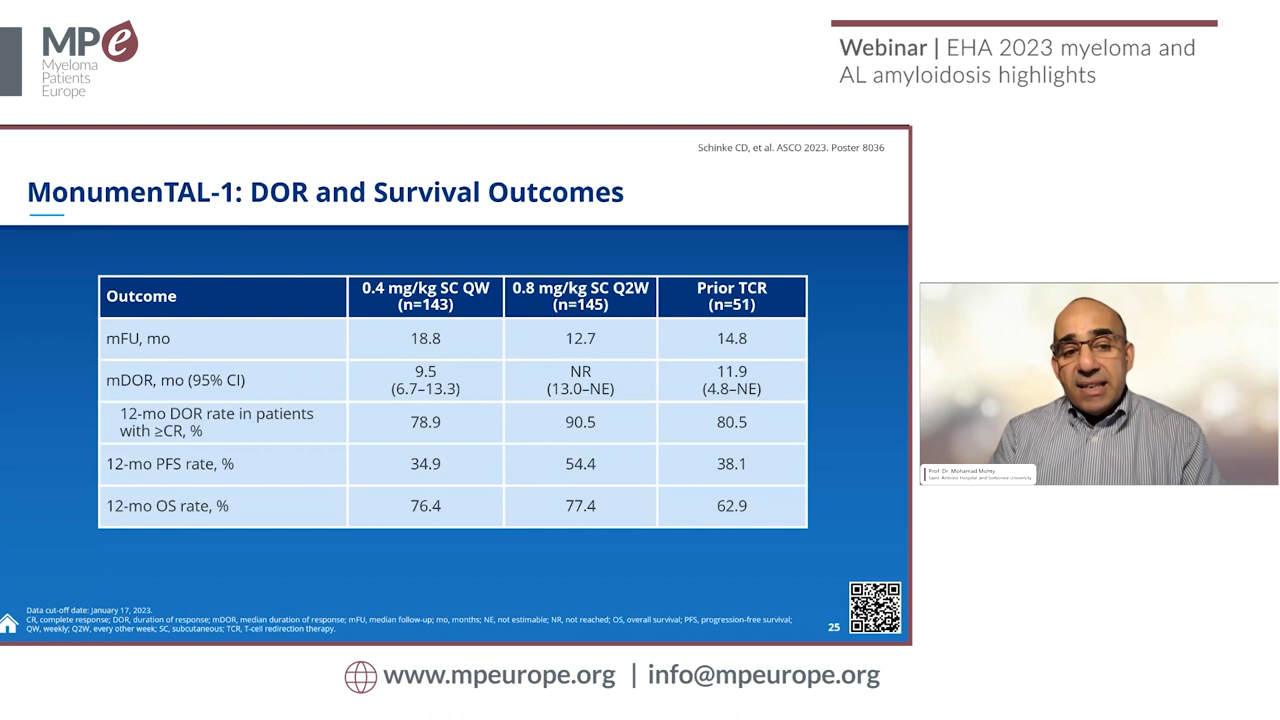 MPe
Myeloma
Patients
Europe
Webinar | EHA 2023 myeloma and
AL amyloidosis highlights
Schinke CD, et al. ASCO 2023. Poster 8036
MonumenTAL-1: DOR and Survival Outcomes
Outcome
0.4 mg/kg SC QW
(n=143)
0.8 mg/kg SC Q2W
(n=145)
Prior TCR
(n=51)
mFU, mo
18.8
12.7
14.8
mDOR, mo (95% CI)
9.5
(6.7–13.3)
NR
(13.0–NE)
11.9
(4.8–NE)
12-mo DOR rate in patients
with ≥CR, %
78.9
90.5
80.5
12-mo PFS rate, %
34.9
54.4
38.1
12-mo OS rate, %
76.4
77.4
62.9
Data cut-off date: January 17, 2023.
CR, complete response; DOR, duration of response; mDOR, median duration of response; mFU, median follow-up; mo, months; NE, not estimable; NR, not reached; OS, overall survival; PFS, progression-free survival;
QW, weekly; Q2W, every other week; SC, subcutaneous; TCR, T-cell redirection therapy.
25
Prof. Dr. Mohamad Mohty
Saint Antoine Hospital and Sorbonne University
www.mpeurope.org | info@mpeurope.org